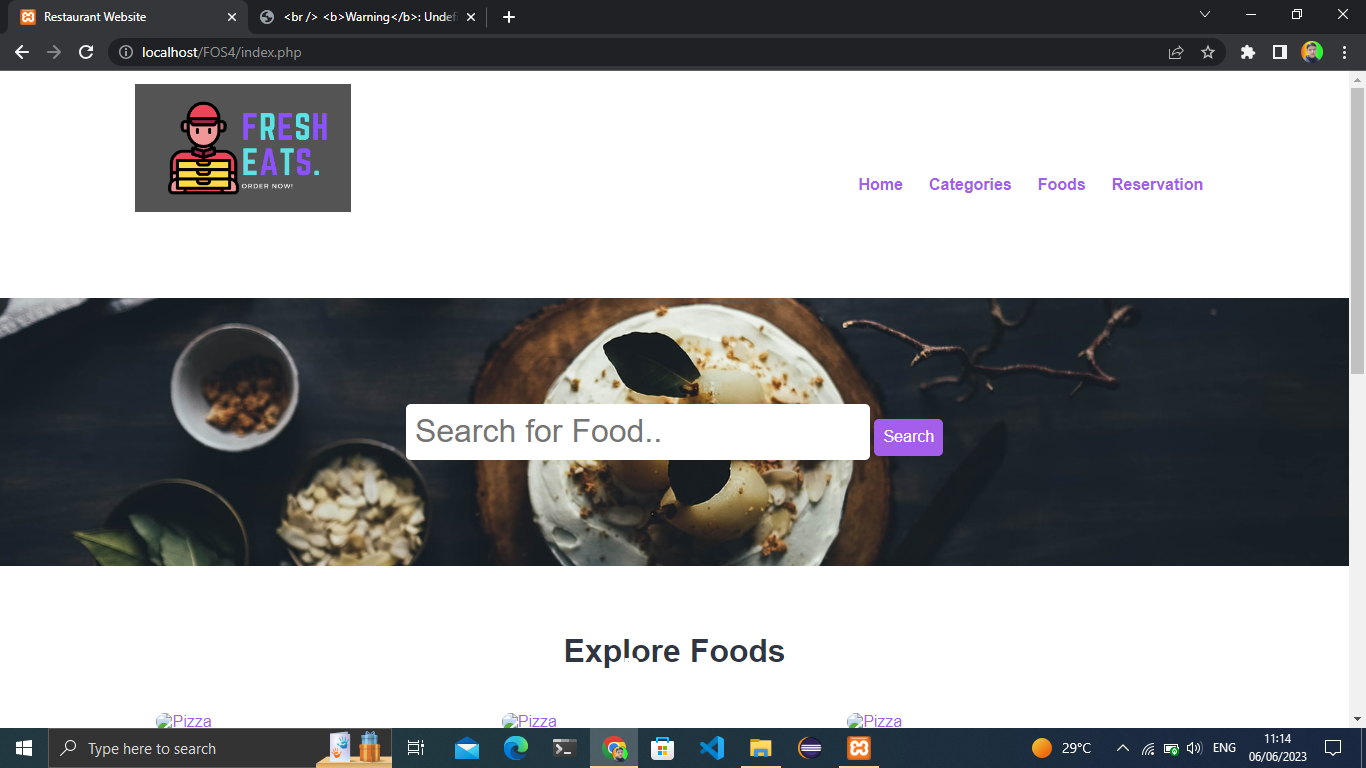 Restaurant Website
<br /> <b>Warning</b>: Undefi
localhost/FOS4/index.php
FRESH
EATS.
ORDER NOW!
Home Categories Foods Reservation
Search for Food..
Search
Explore Foods
Pizza Pizza Pizza
Type here to search
29°C
ENG
11:14
06/06/2023